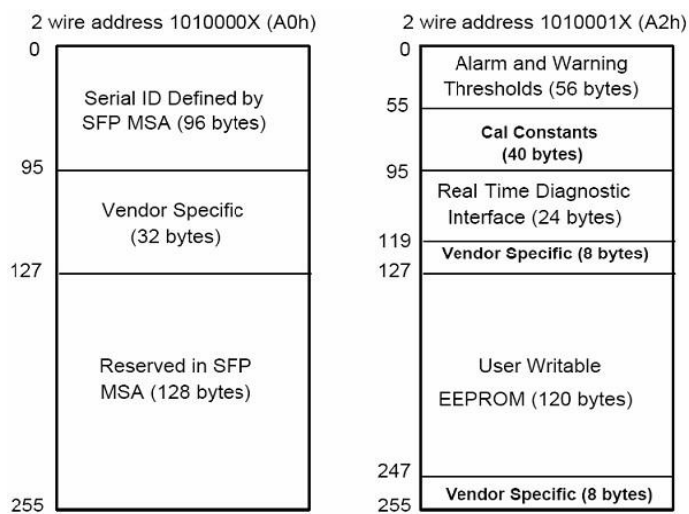 2 wire address 1010000X (A0h)
0
Serial ID Defined by
SFP MSA (96 bytes)
95
Vendor Specific
(32 bytes)
127
Reserved in SFP
MSA (128 bytes)
255
2 wire address 1010001X (A2h)
0
Alarm and Warning
Thresholds (56 bytes)
55
Cal Constants
(40 bytes)
95
Real Time Diagnostic
Interface (24 bytes)
119
Vendor Specific (8 bytes)
127
User Writable
EEPROM (120 bytes)
247
Vendor Specific (8 bytes)
255